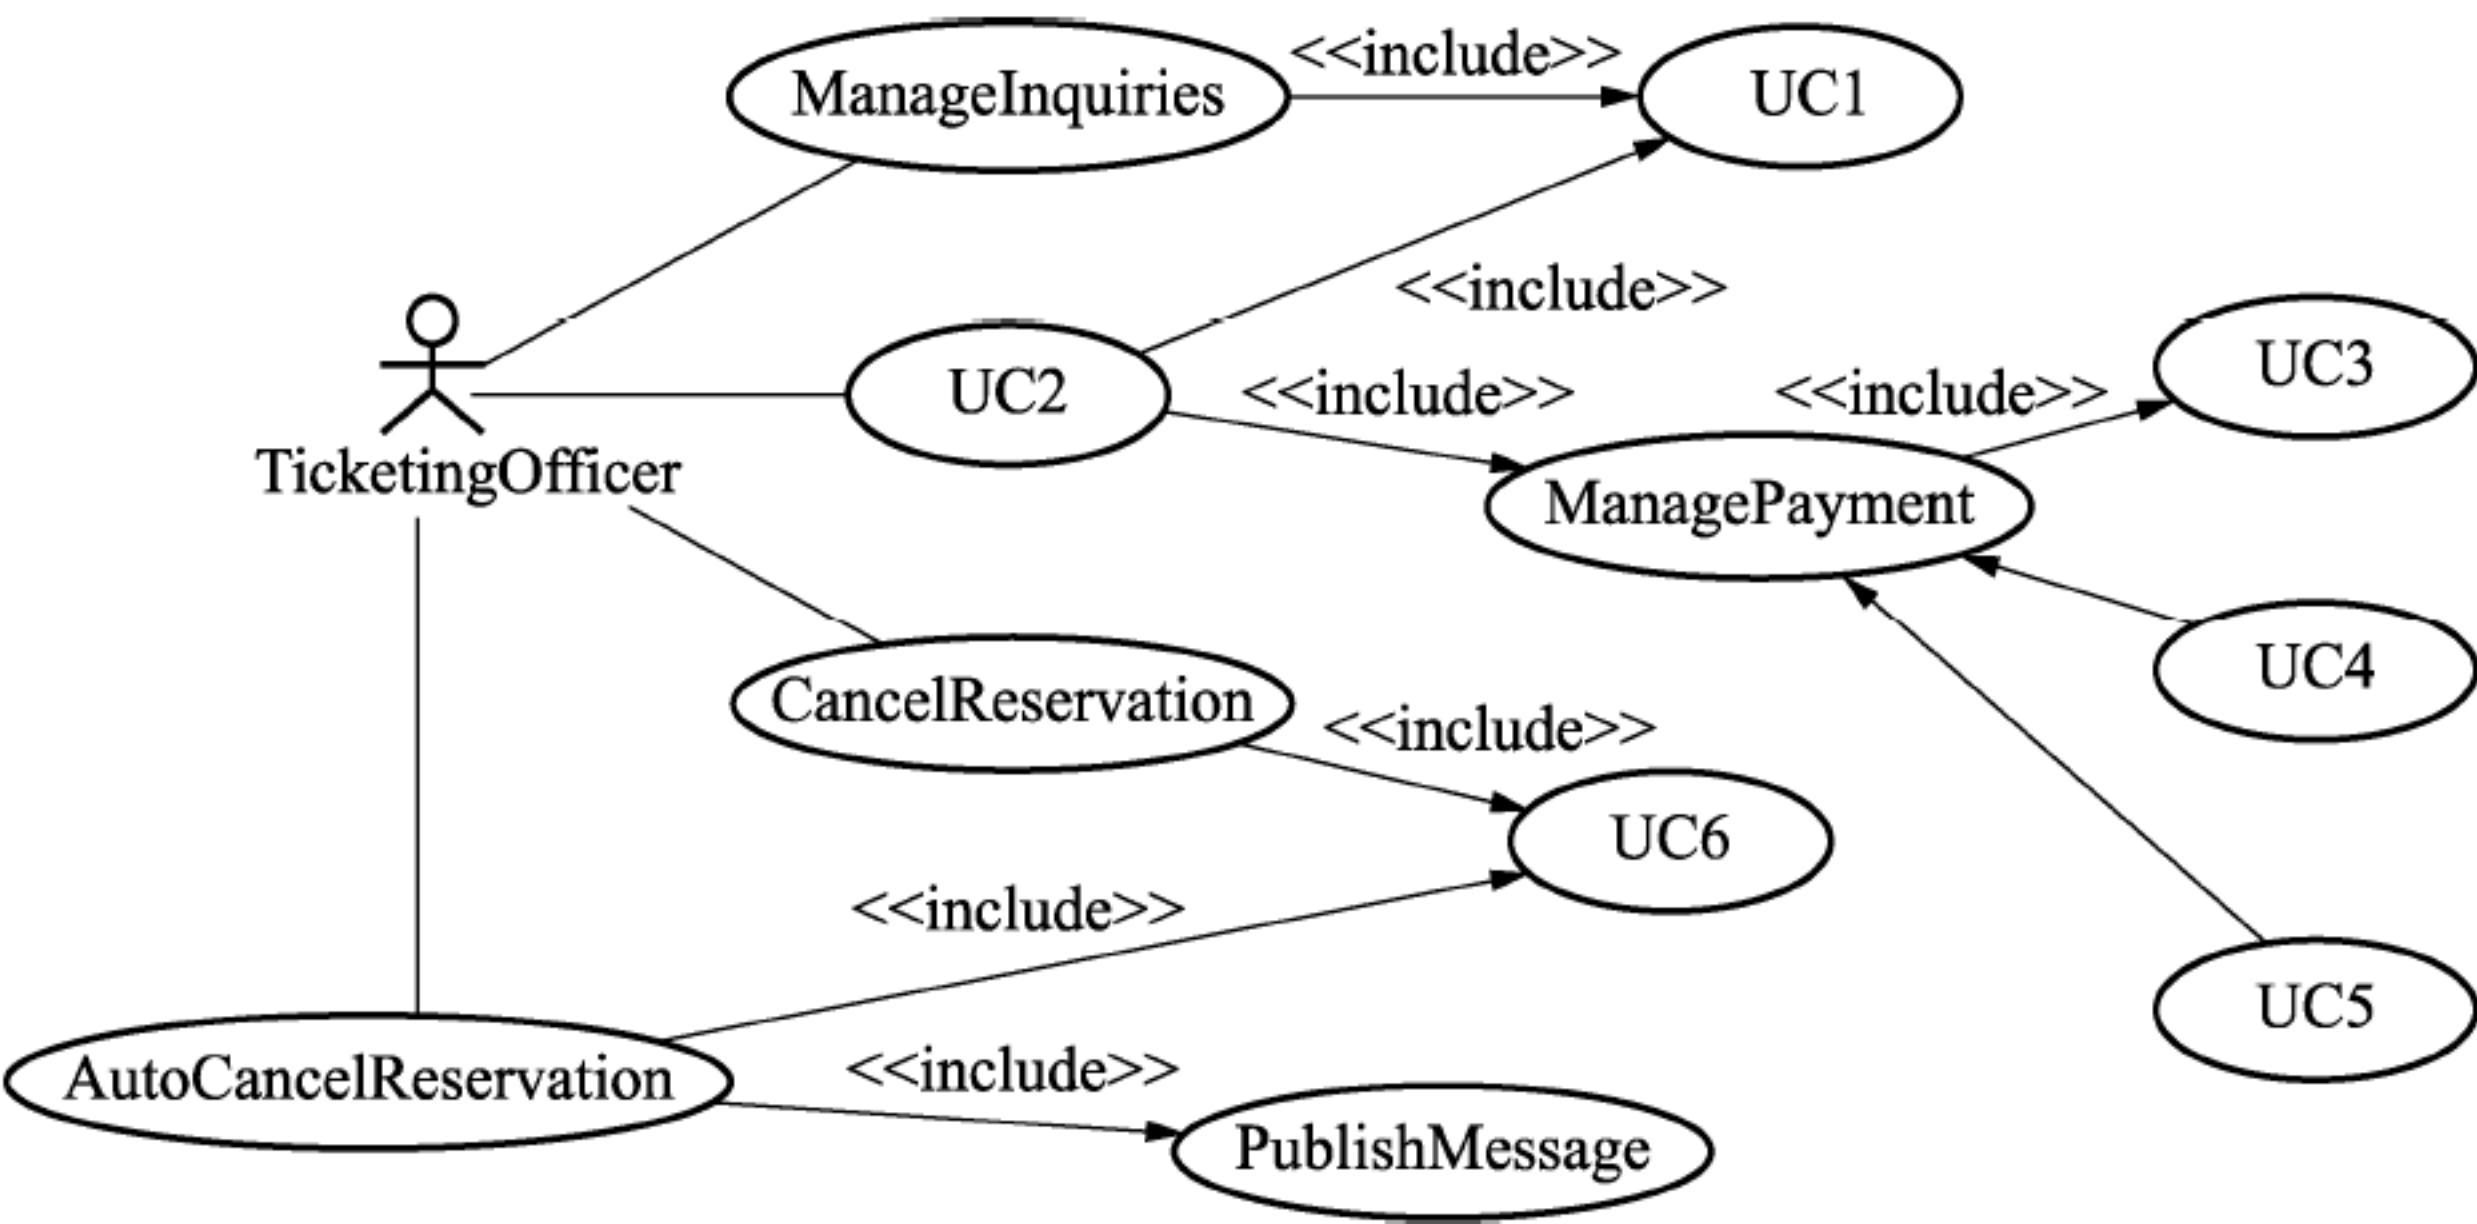 ManageInquiries
<<include>>
UC1
<<include>>
UC2
<<include>>
<<include>>
UC3
TicketingOfficer
ManagePayment
UC4
CancelReservation
<<include>>
UC6
<<include>>
UC5
AutoCancelReservation
<<include>>
PublishMessage